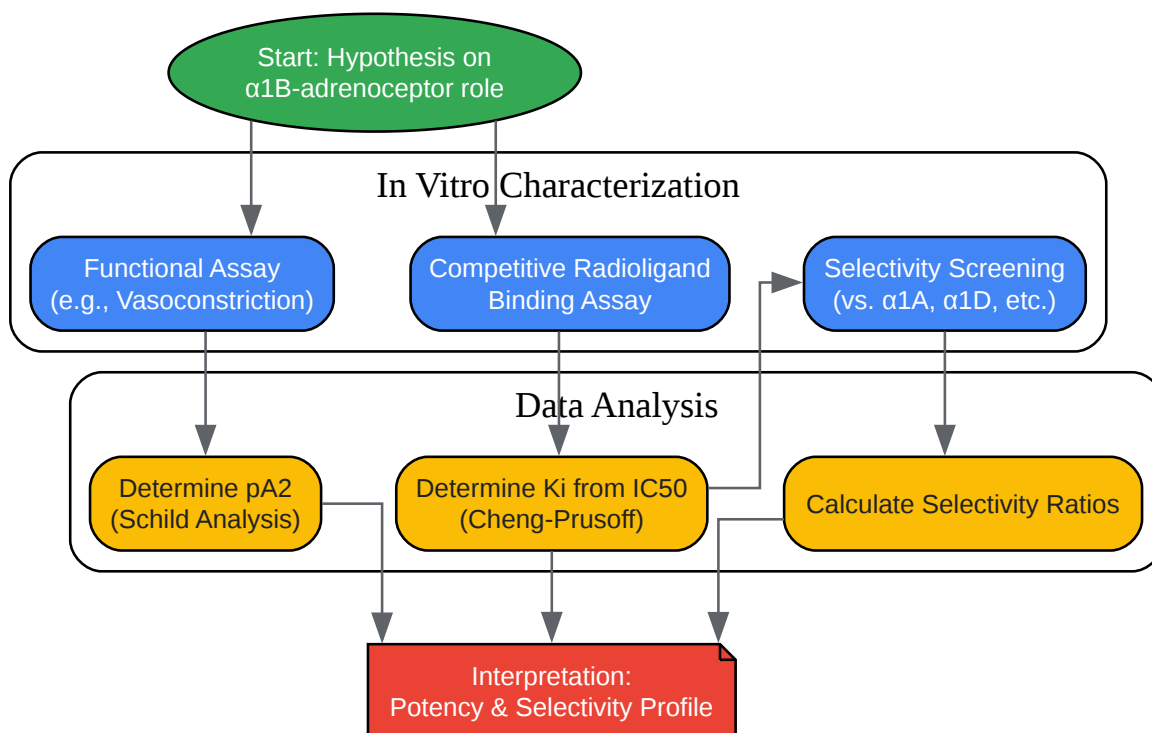 Start: Hypothesis on
α1B-adrenoceptor role
In Vitro Characterization
Functional Assay
(e.g., Vasoconstriction)
Competitive Radioligand
Binding Assay
Selectivity Screening
(vs. α1A, α1D, etc.)
Data Analysis
Determine pA2
(Schild Analysis)
Determine Ki from IC50
(Cheng-Prusoff)
Calculate Selectivity Ratios
Interpretation:
Potency & Selectivity Profile